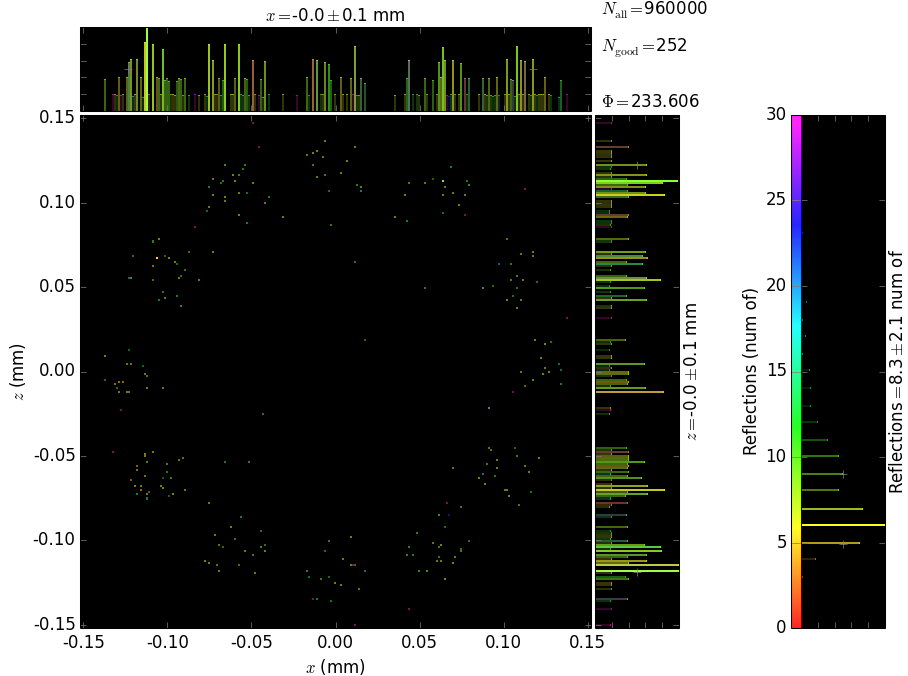 x = -0.0 ± 0.1 mm
N_all = 960000
N_good = 252
Φ = 233.606
0.15
0.10
0.05
0.00
-0.05
-0.10
-0.15
z (mm)
-0.15 -0.10 -0.05 0.00 0.05 0.10 0.15
x (mm)
z = -0.0 ± 0.1 mm
Reflections (num of)
30
25
20
15
10
5
0
Reflections = 8.3 ± 2.1 num of